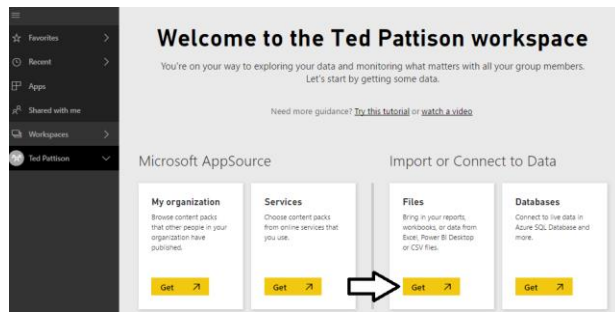 Favorites
Recent
Apps
Shared with me
Workspaces
Ted Pattison
Welcome to the Ted Pattison workspace
You're on your way to exploring your data and monitoring what matters with all your group members.
Let's start by getting some data.
Need more guidance? Try this tutorial or watch a video
Microsoft AppSource
My organization
Browse content packs
that other people in your
organization have
published.
Get
Services
Choose content packs
from online services that
you use.
Get
Import or Connect to Data
Files
Bring in your reports,
workbooks, or data from
Excel, Power BI Desktop
or CSV files.
Get
Databases
Connect to live data in
Azure SQL Database and
more.
Get